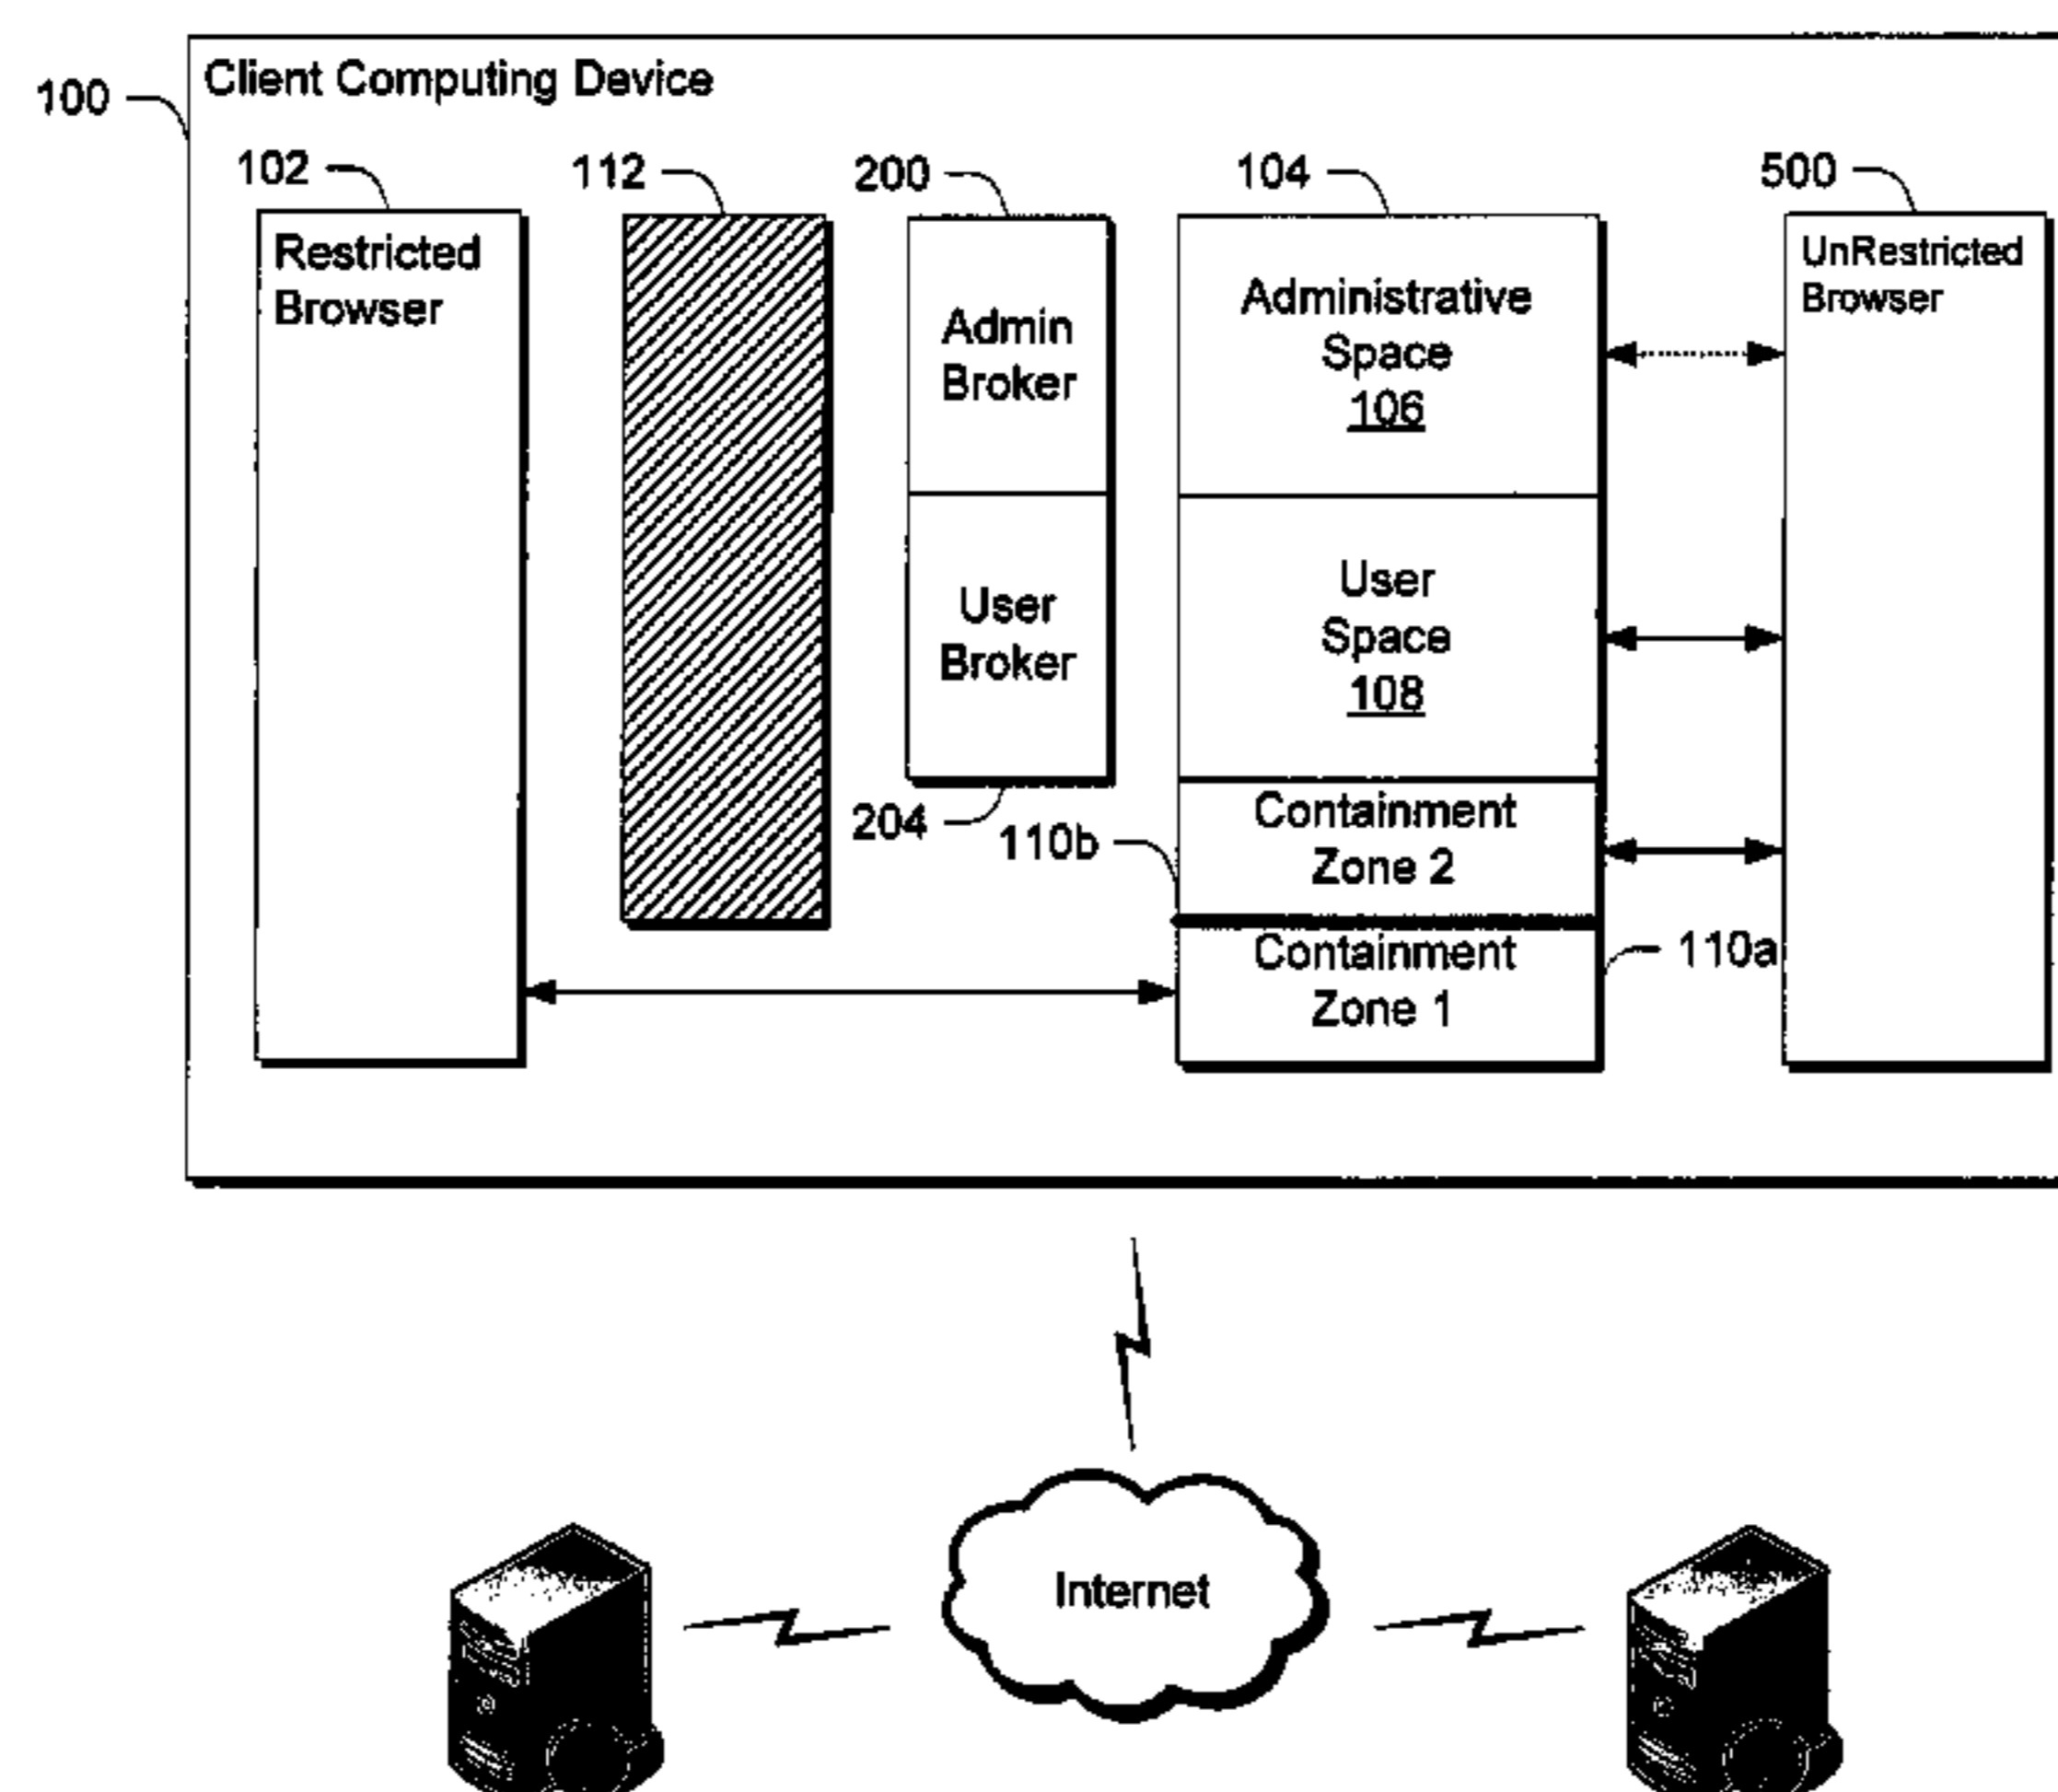 Client Computing Device
100
102
112
200
104
500
Restricted
Browser
Admin
Broker
Administrative
Space
106
UnRestricted
Browser
User
Broker
User
Space
108
204
110b
Containment
Zone 2
Containment
Zone 1
110a
Internet